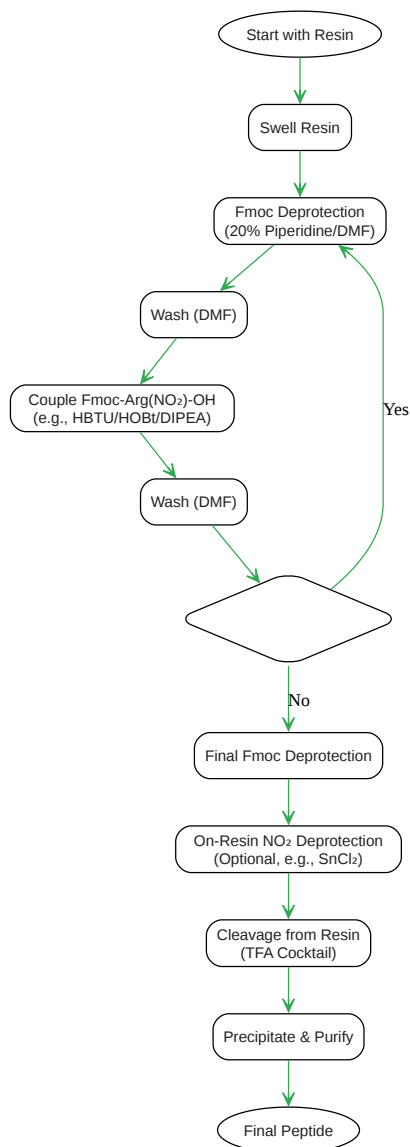 Start with Resin
Swell Resin
Fmoc Deprotection
(20% Piperidine/DMF)
Wash (DMF)
Couple Fmoc-Arg(NO₂)-OH
(e.g., HBTU/HOBt/DIPEA)
Yes
Wash (DMF)
No
Final Fmoc Deprotection
On-Resin NO₂ Deprotection
(Optional, e.g., SnCl₂)
Cleavage from Resin
(TFA Cocktail)
Precipitate & Purify
Final Peptide